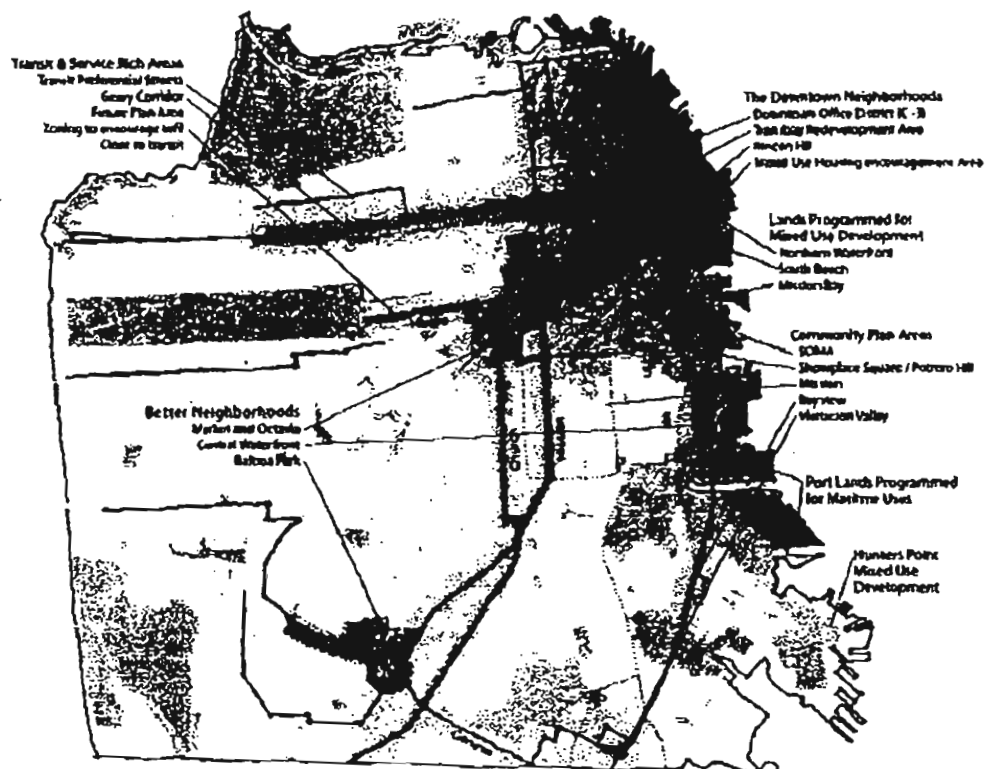 Transit & Service Rich Areas
Transit Preferential Streets
Geary Corridor
Future Plan Area
Zoning to encourage infill
Close to transit
The Downtown Neighborhoods
Downtown Office District (C-3)
Transbay Redevelopment Area
Rincon Hill
Mixed Use Housing encouragement Area
Lands Programmed for
Mixed Use Development
Northern Waterfront
South Beach
Mission Bay
Community Plan Areas
SOMA
Showplace Square / Potrero Hill
Mission
Bayview
Visitacion Valley
Better Neighborhoods
Market and Octavia
Central Waterfront
Balboa Park
Port Lands Programmed
for Maritime Uses
Hunters Point
Mixed Use
Development
Church
Mission
Geneva